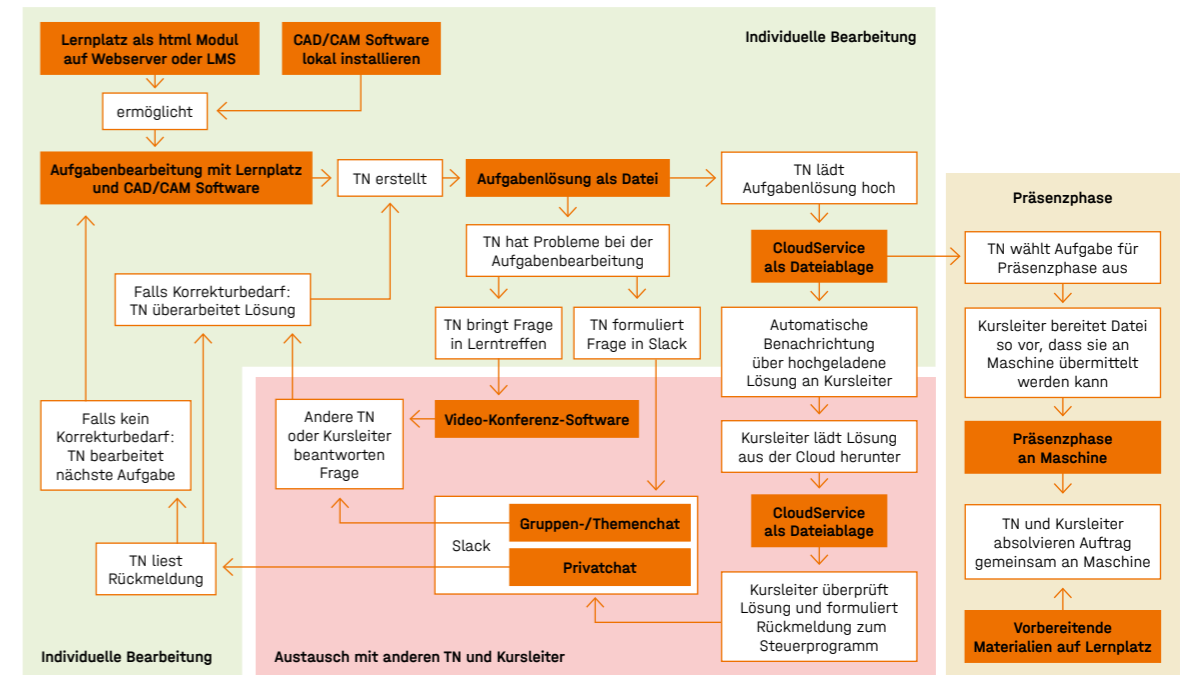 Lernplatz als html Modul
auf Webserver oder LMS
CAD/CAM Software
lokal installieren
Individuelle Bearbeitung
ermöglicht
Aufgabenbearbeitung mit Lernplatz
und CAD/CAM Software
TN erstellt
Aufgabenlösung als Datei
TN lädt
Aufgabenlösung hoch
TN hat Probleme bei der
Aufgabenbearbeitung
CloudService
als Dateiablage
Falls Korrekturbedarf:
TN überarbeitet Lösung
TN bringt Frage
in Lerntreffen
TN formuliert
Frage in Slack
Automatische
Benachrichtung
über hochgeladene
Lösung an Kursleiter
Falls kein
Korrekturbedarf:
TN bearbeitet
nächste Aufgabe
Andere TN
oder Kursleiter
beantworten
Frage
Video-Konferenz-Software
Kursleiter lädt Lösung
aus der Cloud herunter
Slack
Gruppen-/Themenchat
Privatchat
CloudService
als Dateiablage
TN liest
Rückmeldung
Kursleiter überprüft
Lösung und formuliert
Rückmeldung zum
Steuerprogramm
Individuelle Bearbeitung
Austausch mit anderen TN und Kursleiter
Präsenzphase
TN wählt Aufgabe für
Präsenzphase aus
Kursleiter bereitet Datei
so vor, dass sie an
Maschine übermittelt
werden kann
Präsenzphase
an Maschine
TN und Kursleiter
absolvieren Auftrag
gemeinsam an Maschine
Vorbereitende
Materialien auf Lernplatz